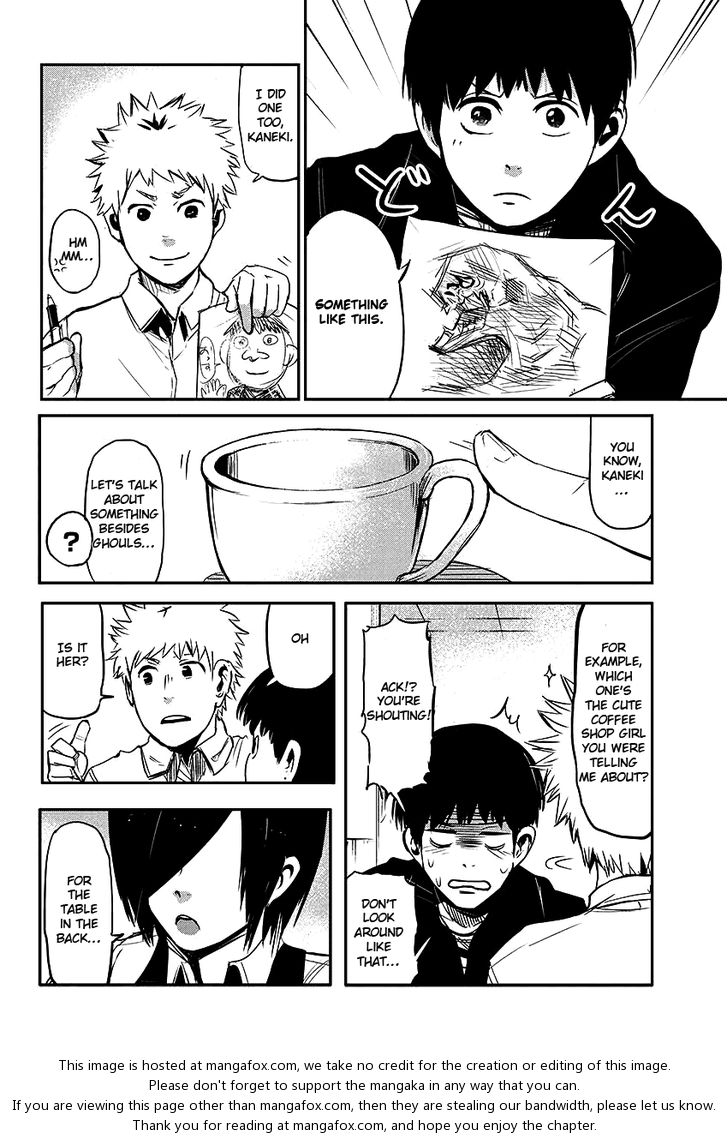 ど
ん
SOMETHING
LIKE THIS.
I DID
ONE
TOO,
KANEKI.
HM
MM...
YOU
KNOW,
KANEKI
...
LET'S TALK
ABOUT
SOMETHING
BESIDES
GHOULS...
?
FOR
EXAMPLE,
WHICH
ONE'S
THE CUTE
COFFEE
SHOP GIRL
YOU WERE
TELLING
ME ABOUT?
ACK!?
YOU'RE
SHOUTING!
DON'T
LOOK
AROUND
LIKE
THAT...
OH
IS IT
HER?
FOR
THE
TABLE
IN THE
BACK...
This image is hosted at mangafox.com, we take no credit for the creation or editing of this image.
Please don't forget to support the mangaka in any way that you can.
If you are viewing this page other than mangafox.com, then they are stealing our bandwidth, please let us know.
Thank you for reading at mangafox.com, and hope you enjoy the chapter.